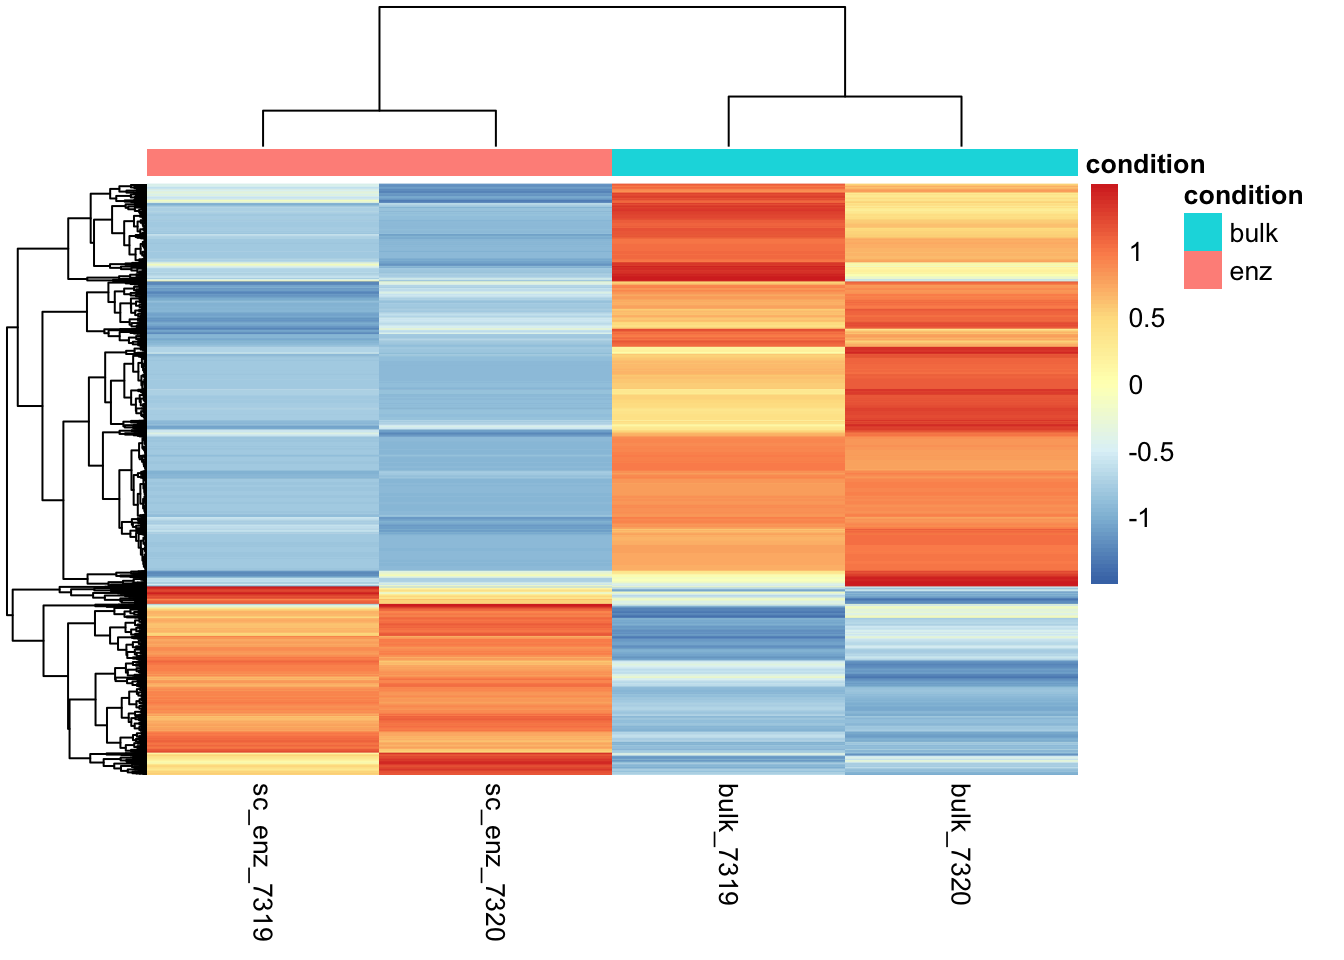 condition
condition
bulk
enz
1
0.5
0
-0.5
-1
sc_enz_7319
sc_enz_7320
bulk_7319
bulk_7320